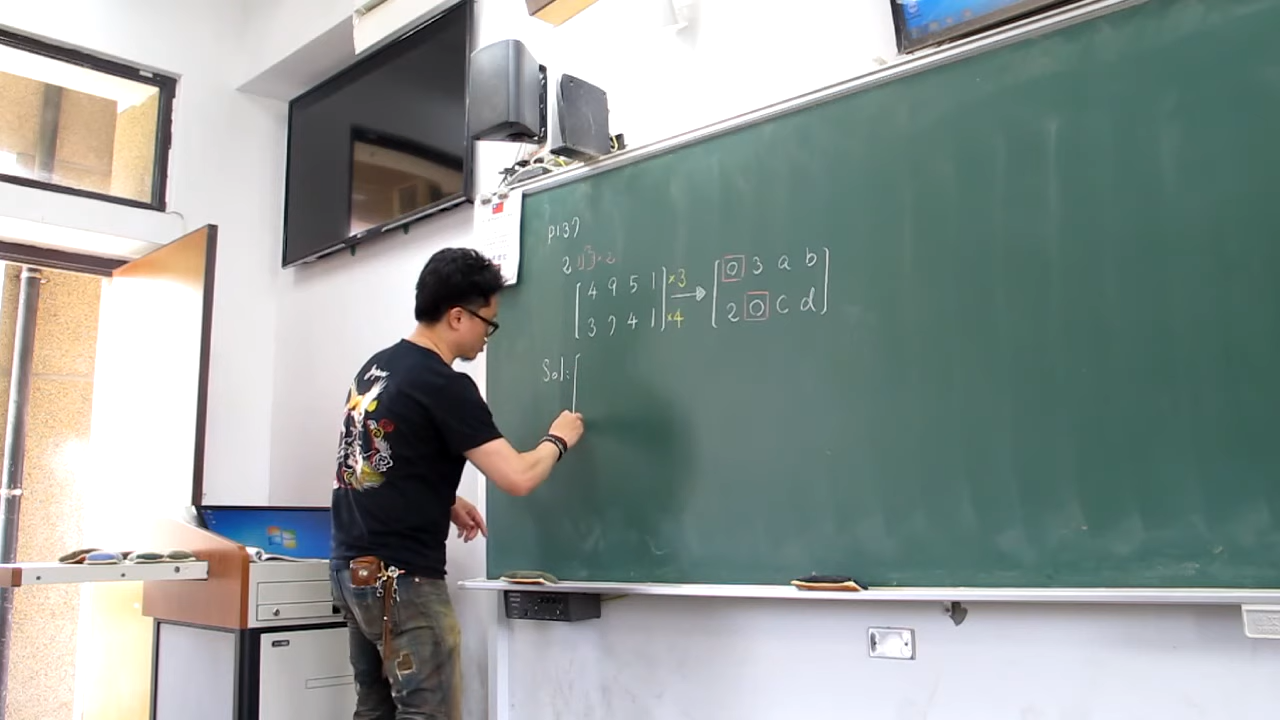 p137
2
[4 9 5 1] ×3 → [0 3 a b]
[3 7 4 1] ×4 [2 0 c d]
Sol: [